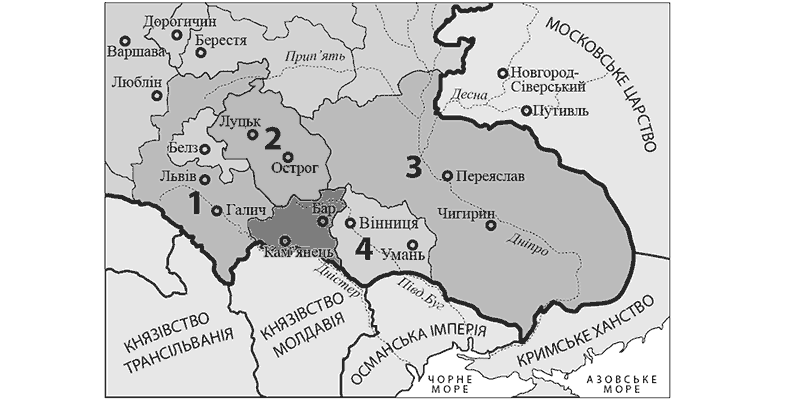 Дорогичин
Варшава
Берестя
Люблін
Прип'ять
МОСКОВСЬКЕ ЦАРСТВО
Новгород-
Сіверський
Десна
Путивль
Луцьк
2
Острог
Белз
Львів
1
Галич
3
Переяслав
Чигирин
Дніпро
Бар
Кам'янець
Вінниця
4
Умань
Дністер
Півд.Буг
КНЯЗІВСТВО
ТРАНСІЛЬВАНІЯ
КНЯЗІВСТВО
МОЛДАВІЯ
ОСМАНСЬКА ІМПЕРІЯ
КРИМСЬКЕ ХАНСТВО
ЧОРНЕ
МОРЕ
АЗОВСЬКЕ
МОРЕ